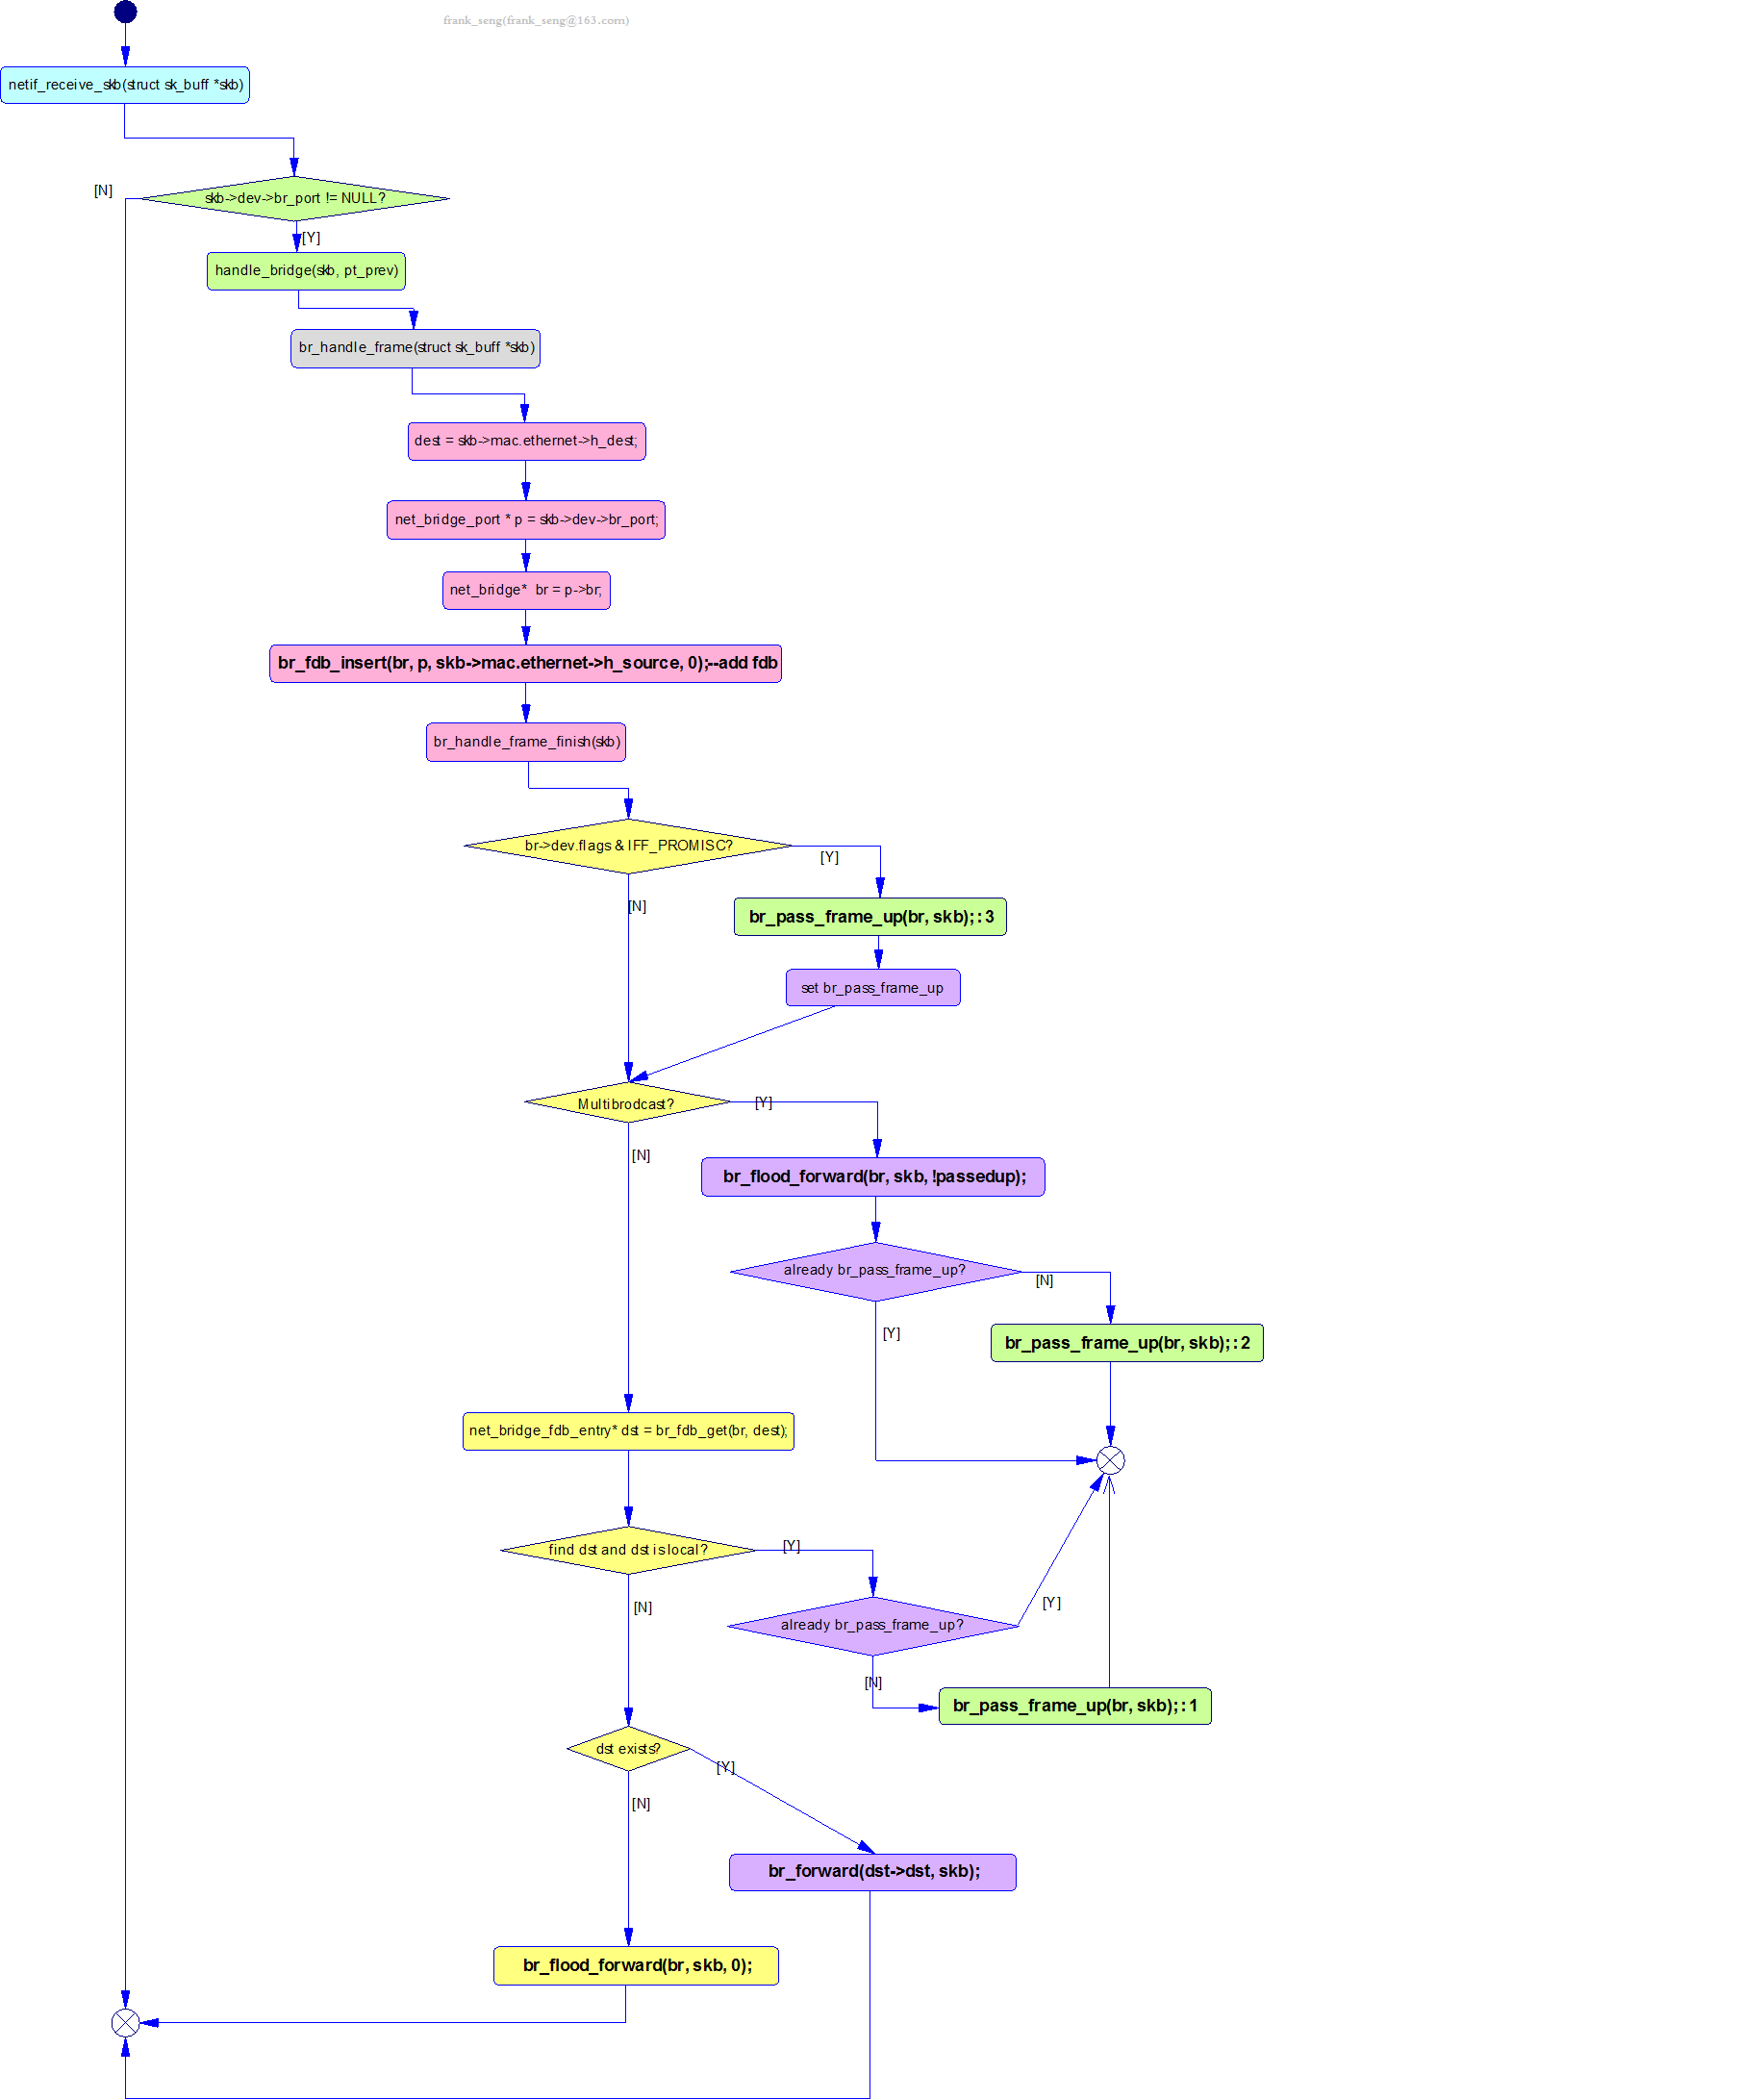 frank_seng(frank_seng@163.com)
netif_receive_skb(struct sk_buff *skb)
[N]
skb->dev->br_port != NULL?
[Y]
handle_bridge(skb, pt_prev)
br_handle_frame(struct sk_buff *skb)
dest = skb->mac.ethernet->h_dest;
net_bridge_port * p = skb->dev->br_port;
net_bridge*  br = p->br;
br_fdb_insert(br, p, skb->mac.ethernet->h_source, 0);--add fdb
br_handle_frame_finish(skb)
br->dev.flags & IFF_PROMISC?
[Y]
[N]
br_pass_frame_up(br, skb);: 3
set br_pass_frame_up
Multibrodcast?
[Y]
[N]
br_flood_forward(br, skb, !passedup);
already br_pass_frame_up?
[N]
[Y]
br_pass_frame_up(br, skb);: 2
net_bridge_fdb_entry* dst = br_fdb_get(br, dest);
find dst and dst is local?
[Y]
[N]
[Y]
already br_pass_frame_up?
[N]
br_pass_frame_up(br, skb);: 1
dst exists?
[Y]
[N]
br_forward(dst->dst, skb);
br_flood_forward(br, skb, 0);